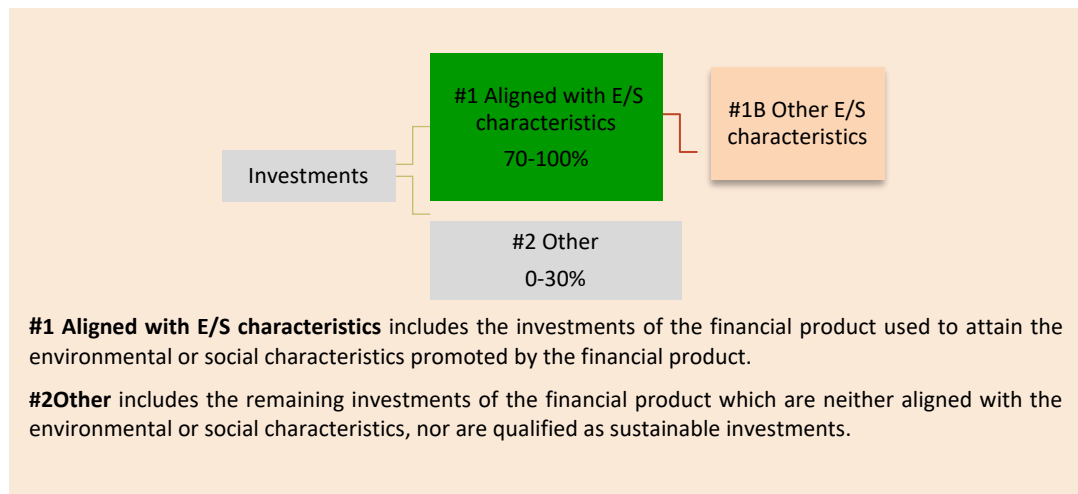 #1 Aligned with E/S
characteristics
70-100%
#1B Other E/S
characteristics
Investments
#2 Other
0-30%
#1 Aligned with E/S characteristics includes the investments of the financial product used to attain the
environmental or social characteristics promoted by the financial product.
#2Other includes the remaining investments of the financial product which are neither aligned with the
environmental or social characteristics, nor are qualified as sustainable investments.